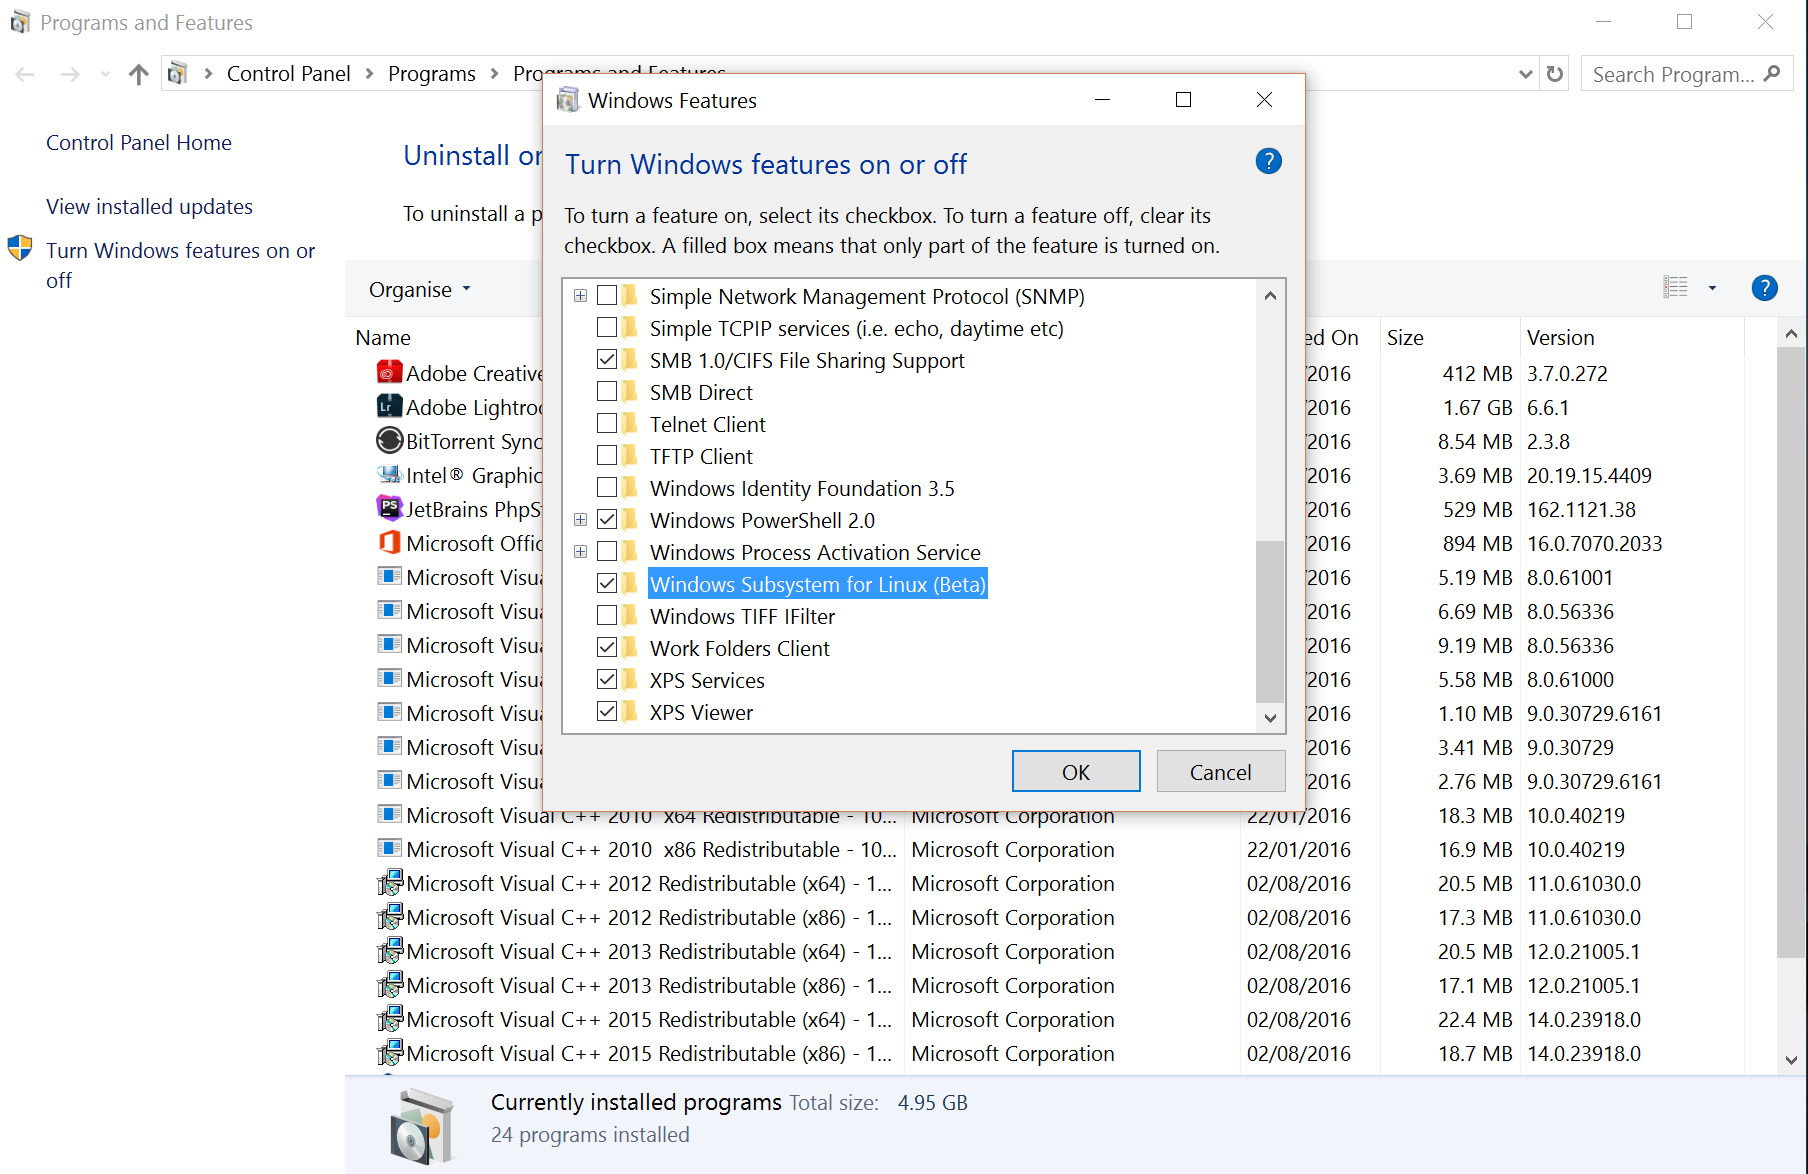 Programs and Features
Control Panel > Programs > Programs and Features
Search Program...
Control Panel Home
View installed updates
Turn Windows features on or
off
Uninstall or
To uninstall a p
Organise
Windows Features
Turn Windows features on or off
To turn a feature on, select its checkbox. To turn a feature off, clear its
checkbox. A filled box means that only part of the feature is turned on.
Simple Network Management Protocol (SNMP)
Simple TCPIP services (i.e. echo, daytime etc)
SMB 1.0/CIFS File Sharing Support
SMB Direct
Telnet Client
TFTP Client
Windows Identity Foundation 3.5
Windows PowerShell 2.0
Windows Process Activation Service
Windows Subsystem for Linux (Beta)
Windows TIFF IFilter
Work Folders Client
XPS Services
XPS Viewer
OK Cancel
Name ed On Size Version
Adobe Creative /2016 412 MB 3.7.0.272
Adobe Lightroo /2016 1.67 GB 6.6.1
BitTorrent Sync /2016 8.54 MB 2.3.8
Intel® Graphic /2016 3.69 MB 20.19.15.4409
JetBrains PhpSt /2016 529 MB 162.1121.38
Microsoft Offic /2016 894 MB 16.0.7070.2033
Microsoft Visua /2016 5.19 MB 8.0.61001
Microsoft Visua /2016 6.69 MB 8.0.56336
Microsoft Visua /2016 9.19 MB 8.0.56336
Microsoft Visua /2016 5.58 MB 8.0.61000
Microsoft Visua /2016 1.10 MB 9.0.30729.6161
Microsoft Visua /2016 3.41 MB 9.0.30729
Microsoft Visua /2016 2.76 MB 9.0.30729.6161
Microsoft Visual C++ 2010 x64 Redistributable - 10... Microsoft Corporation 22/01/2016 18.3 MB 10.0.40219
Microsoft Visual C++ 2010 x86 Redistributable - 10... Microsoft Corporation 22/01/2016 16.9 MB 10.0.40219
Microsoft Visual C++ 2012 Redistributable (x64) - 1... Microsoft Corporation 02/08/2016 20.5 MB 11.0.61030.0
Microsoft Visual C++ 2012 Redistributable (x86) - 1... Microsoft Corporation 02/08/2016 17.3 MB 11.0.61030.0
Microsoft Visual C++ 2013 Redistributable (x64) - 1... Microsoft Corporation 02/08/2016 20.5 MB 12.0.21005.1
Microsoft Visual C++ 2013 Redistributable (x86) - 1... Microsoft Corporation 02/08/2016 17.1 MB 12.0.21005.1
Microsoft Visual C++ 2015 Redistributable (x64) - 1... Microsoft Corporation 02/08/2016 22.4 MB 14.0.23918.0
Microsoft Visual C++ 2015 Redistributable (x86) - 1... Microsoft Corporation 02/08/2016 18.7 MB 14.0.23918.0
Currently installed programs Total size: 4.95 GB
24 programs installed